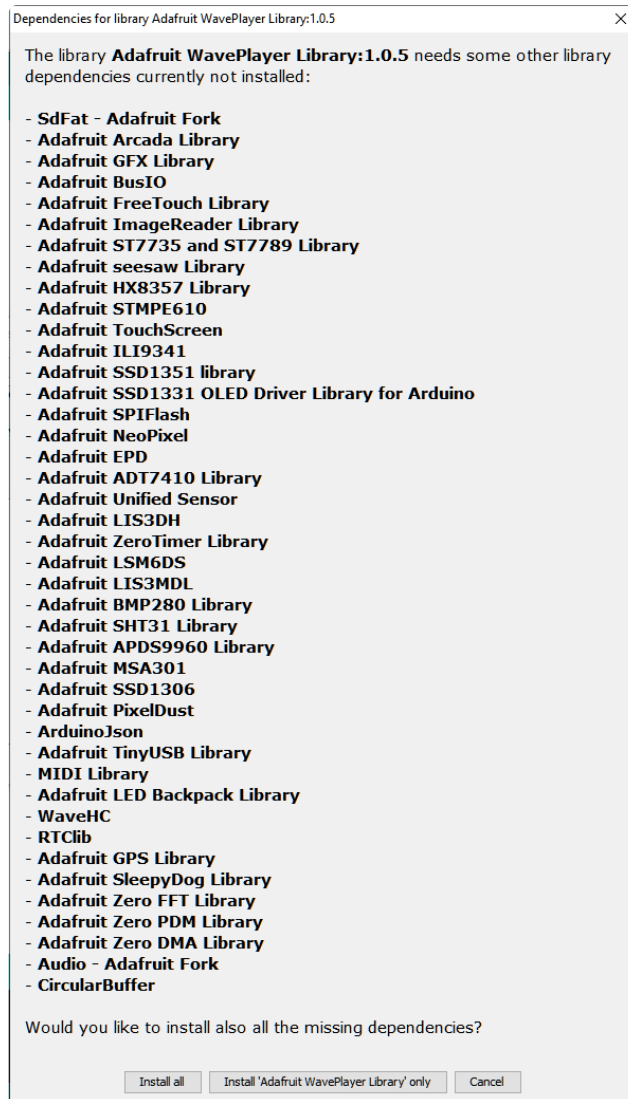 Dependencies for library Adafruit WavePlayer Library:1.0.5
The library Adafruit WavePlayer Library:1.0.5 needs some other library
dependencies currently not installed:
- SdFat - Adafruit Fork
- Adafruit Arcada Library
- Adafruit GFX Library
- Adafruit BusIO
- Adafruit FreeTouch Library
- Adafruit ImageReader Library
- Adafruit ST7735 and ST7789 Library
- Adafruit seesaw Library
- Adafruit HX8357 Library
- Adafruit STMPE610
- Adafruit TouchScreen
- Adafruit ILI9341
- Adafruit SSD1351 library
- Adafruit SSD1331 OLED Driver Library for Arduino
- Adafruit SPIFlash
- Adafruit NeoPixel
- Adafruit EPD
- Adafruit ADT7410 Library
- Adafruit Unified Sensor
- Adafruit LIS3DH
- Adafruit ZeroTimer Library
- Adafruit LSM6DS
- Adafruit LIS3MDL
- Adafruit BMP280 Library
- Adafruit SHT31 Library
- Adafruit APDS9960 Library
- Adafruit MSA301
- Adafruit SSD1306
- Adafruit PixelDust
- ArduinoJson
- Adafruit TinyUSB Library
- MIDI Library
- Adafruit LED Backpack Library
- WaveHC
- RTClib
- Adafruit GPS Library
- Adafruit SleepyDog Library
- Adafruit Zero FFT Library
- Adafruit Zero PDM Library
- Adafruit Zero DMA Library
- Audio - Adafruit Fork
- CircularBuffer
Would you like to install also all the missing dependencies?
Install all
Install 'Adafruit WavePlayer Library' only
Cancel